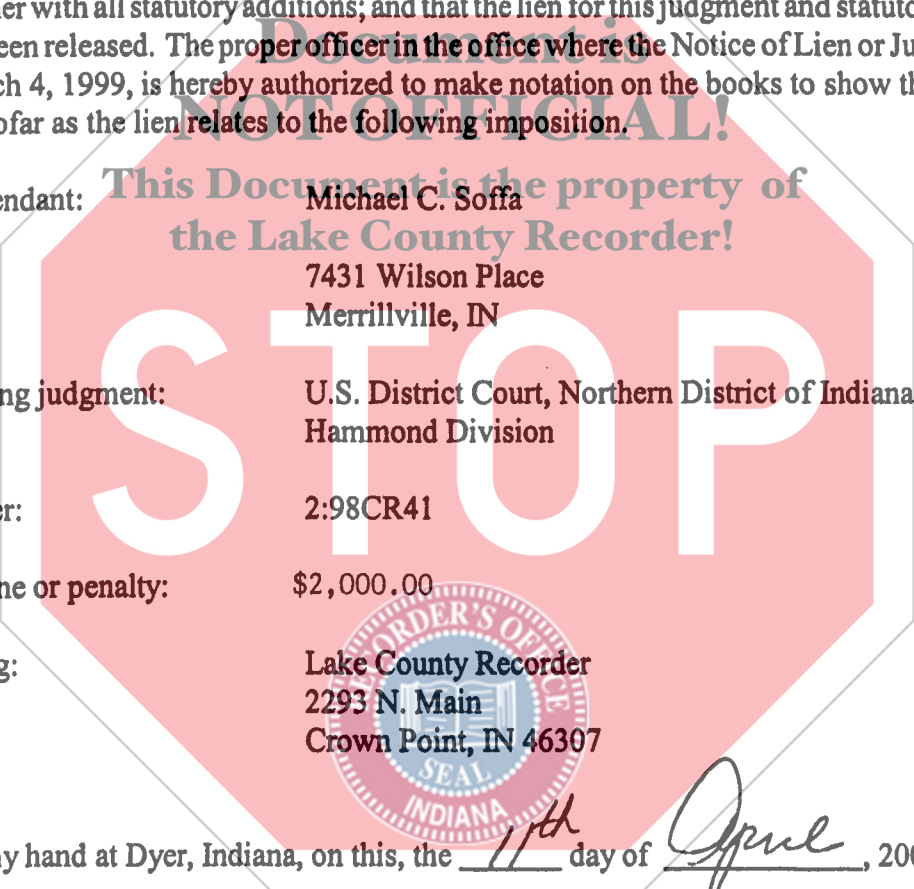 er with all statutory additions; and that the lien for this judgment and statuto
Document is
een released. The proper officer in the office where the Notice of Lien or Ju
ch 4, 1999, is hereby authorized to make notation on the books to show th
NOT OFFICIAL!
ofar as the lien relates to the following imposition.
This Document is the property of
endant: Michael C. Soffa
the Lake County Recorder!
7431 Wilson Place
Merrillville, IN
STOP
ng judgment: U.S. District Court, Northern District of Indiana
Hammond Division
er: 2:98CR41
ne or penalty: $2,000.00
g: Lake County Recorder
2293 N. Main
Crown Point, IN 46307
RECORDER'S OFFICE
SEAL
INDIANA
y hand at Dyer, Indiana, on this, the 11th day of April, 200